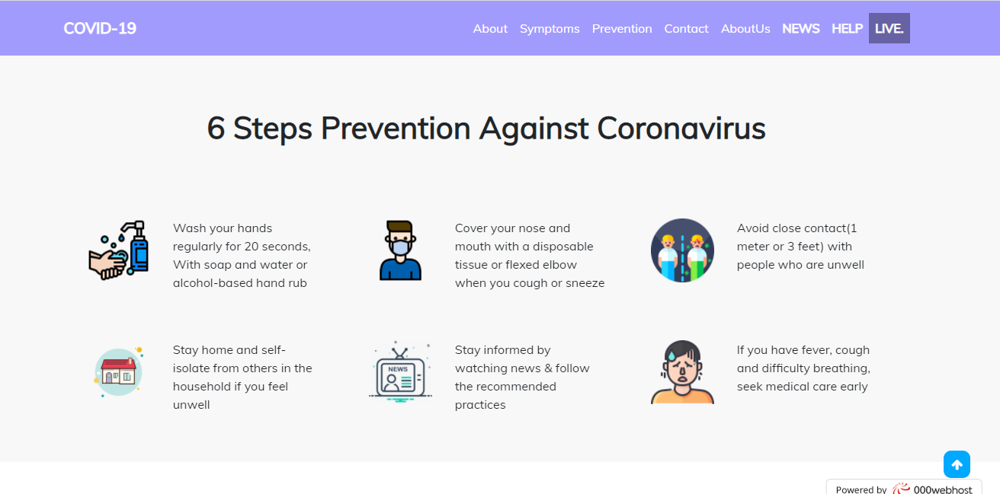 COVID-19 About Symptoms Prevention Contact AboutUs NEWS HELP LIVE.
6 Steps Prevention Against Coronavirus
Wash your hands
regularly for 20 seconds,
With soap and water or
alcohol-based hand rub
Cover your nose and
mouth with a disposable
tissue or flexed elbow
when you cough or sneeze
Avoid close contact(1
meter or 3 feet) with
people who are unwell
Stay home and self-
isolate from others in the
household if you feel
unwell
NEWS
Stay informed by
watching news & follow
the recommended
practices
If you have fever, cough
and difficulty breathing,
seek medical care early
Powered by 000webhost